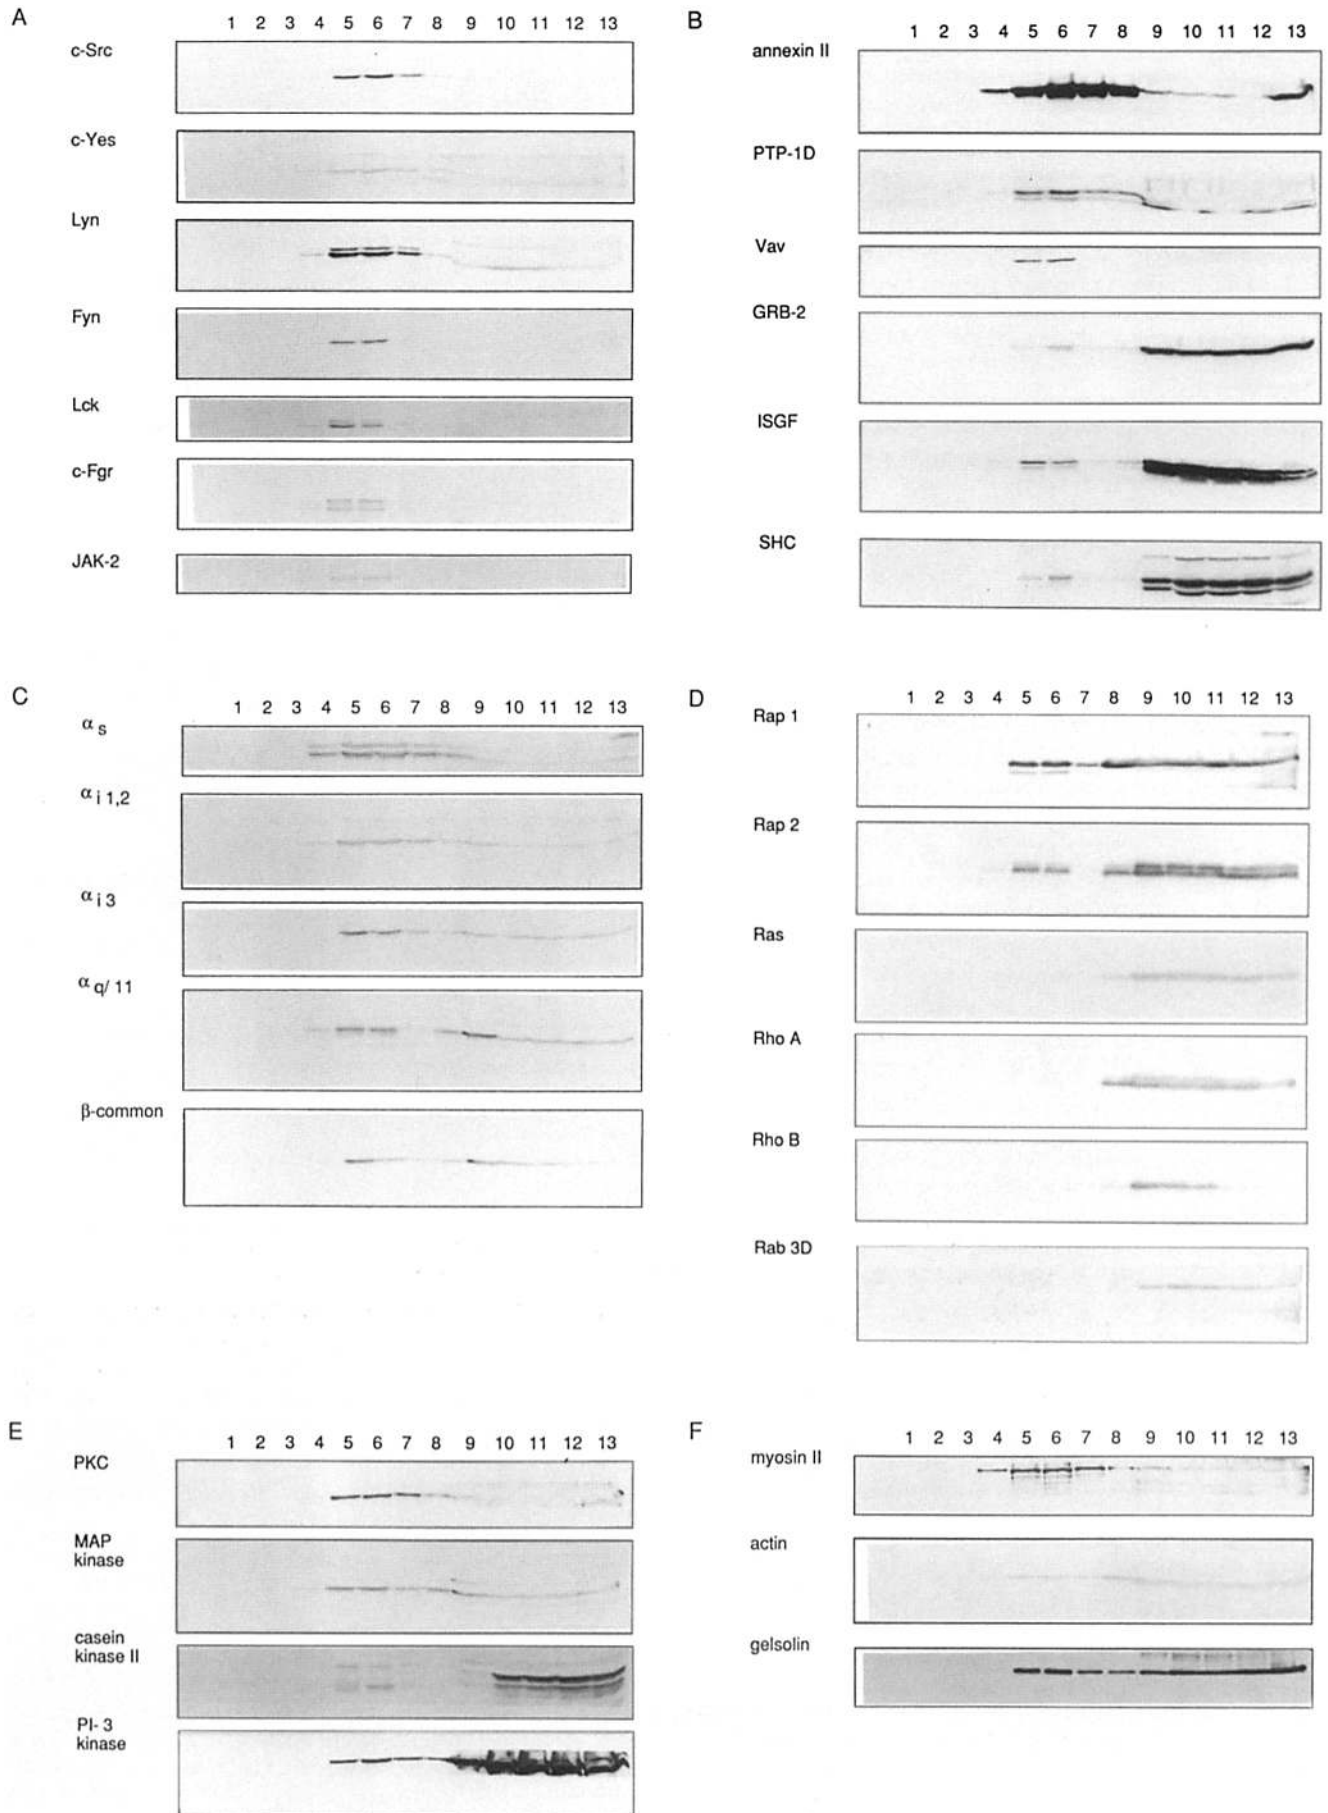 A
1 2 3 4 5 6 7 8 9 10 11 12 13
c-Src
c-Yes
Lyn
Fyn
Lck
c-Fgr
JAK-2
B
1 2 3 4 5 6 7 8 9 10 11 12 13
annexin II
PTP-1D
Vav
GRB-2
ISGF
SHC
C
1 2 3 4 5 6 7 8 9 10 11 12 13
α s
α i 1,2
α i 3
α q/ 11
β-common
D
1 2 3 4 5 6 7 8 9 10 11 12 13
Rap 1
Rap 2
Ras
Rho A
Rho B
Rab 3D
E
1 2 3 4 5 6 7 8 9 10 11 12 13
PKC
MAP
kinase
casein
kinase II
PI- 3
kinase
F
1 2 3 4 5 6 7 8 9 10 11 12 13
myosin II
actin
gelsolin